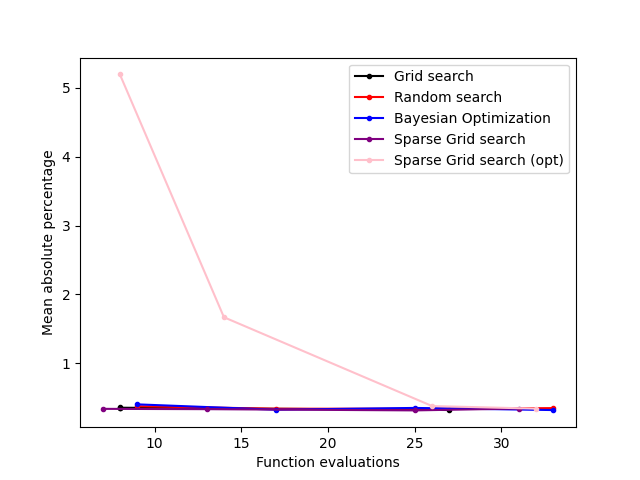 Grid search
Random search
Bayesian Optimization
Sparse Grid search
Sparse Grid search (opt)
5
4
3
2
1
Mean absolute percentage
10 15 20 25 30
Function evaluations